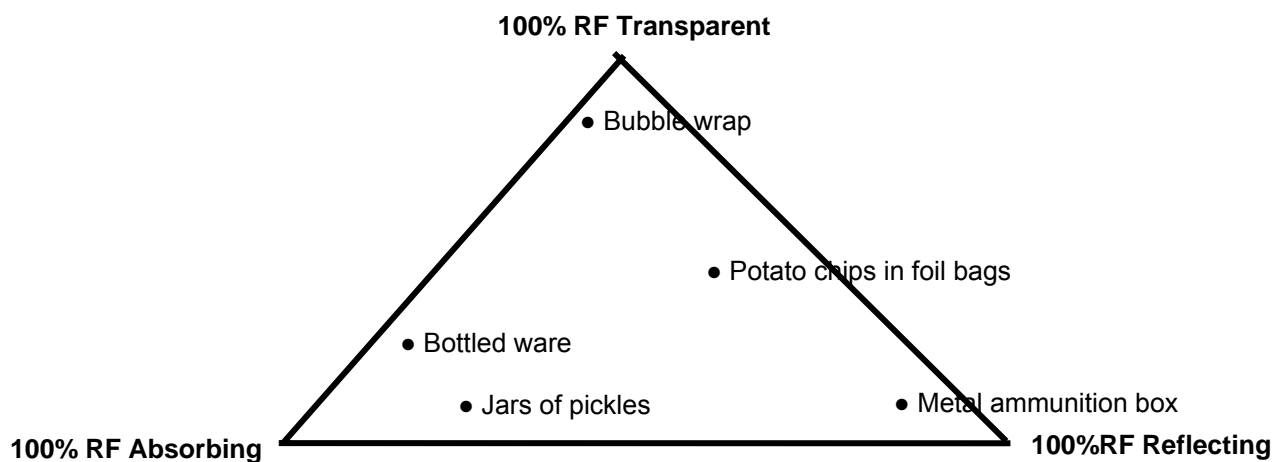 100% RF Transparent
● Bubble wrap
● Potato chips in foil bags
● Bottled ware
● Jars of pickles
● Metal ammunition box
100% RF Absorbing
100%RF Reflecting